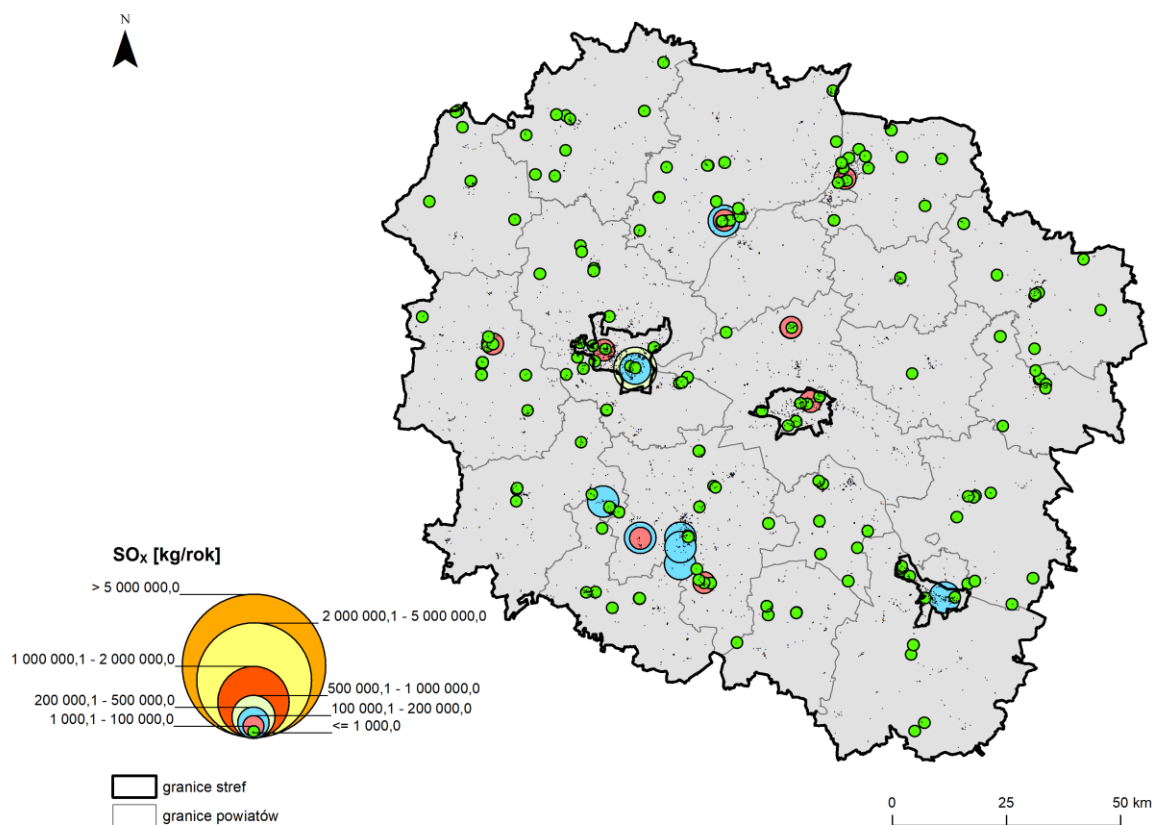 N
SOx [kg/rok]
> 5 000 000,0
2 000 000,1 - 5 000 000,0
1 000 000,1 - 2 000 000,0
500 000,1 - 1 000 000,0
200 000,1 - 500 000,0
100 000,1 - 200 000,0
1 000,1 - 100 000,0
<= 1 000,0
granice stref
granice powiatów
0 25 50 km